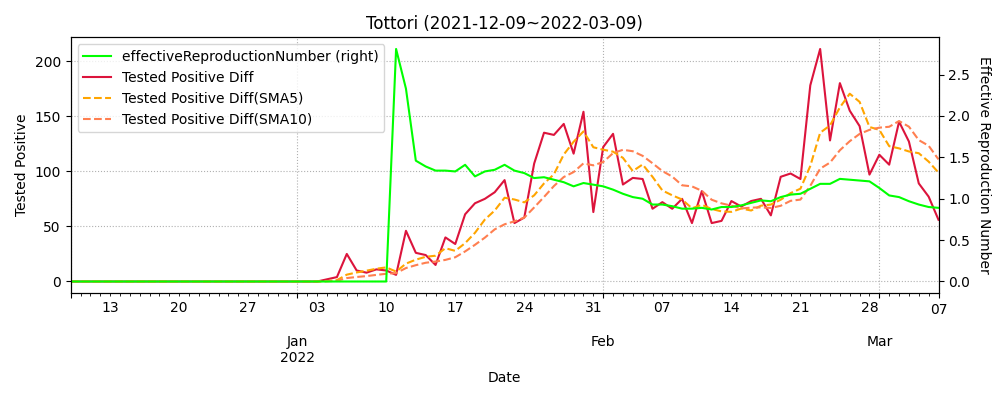 Tottori (2021-12-09~2022-03-09)
effectiveReproductionNumber (right)
Tested Positive Diff
Tested Positive Diff(SMA5)
Tested Positive Diff(SMA10)
Tested Positive
200
150
100
50
0
Effective Reproduction Number
2.5
2.0
1.5
1.0
0.5
0.0
13 20 27 03 10 17 24 31 07 14 21 28 07
Jan Feb Mar
2022
Date